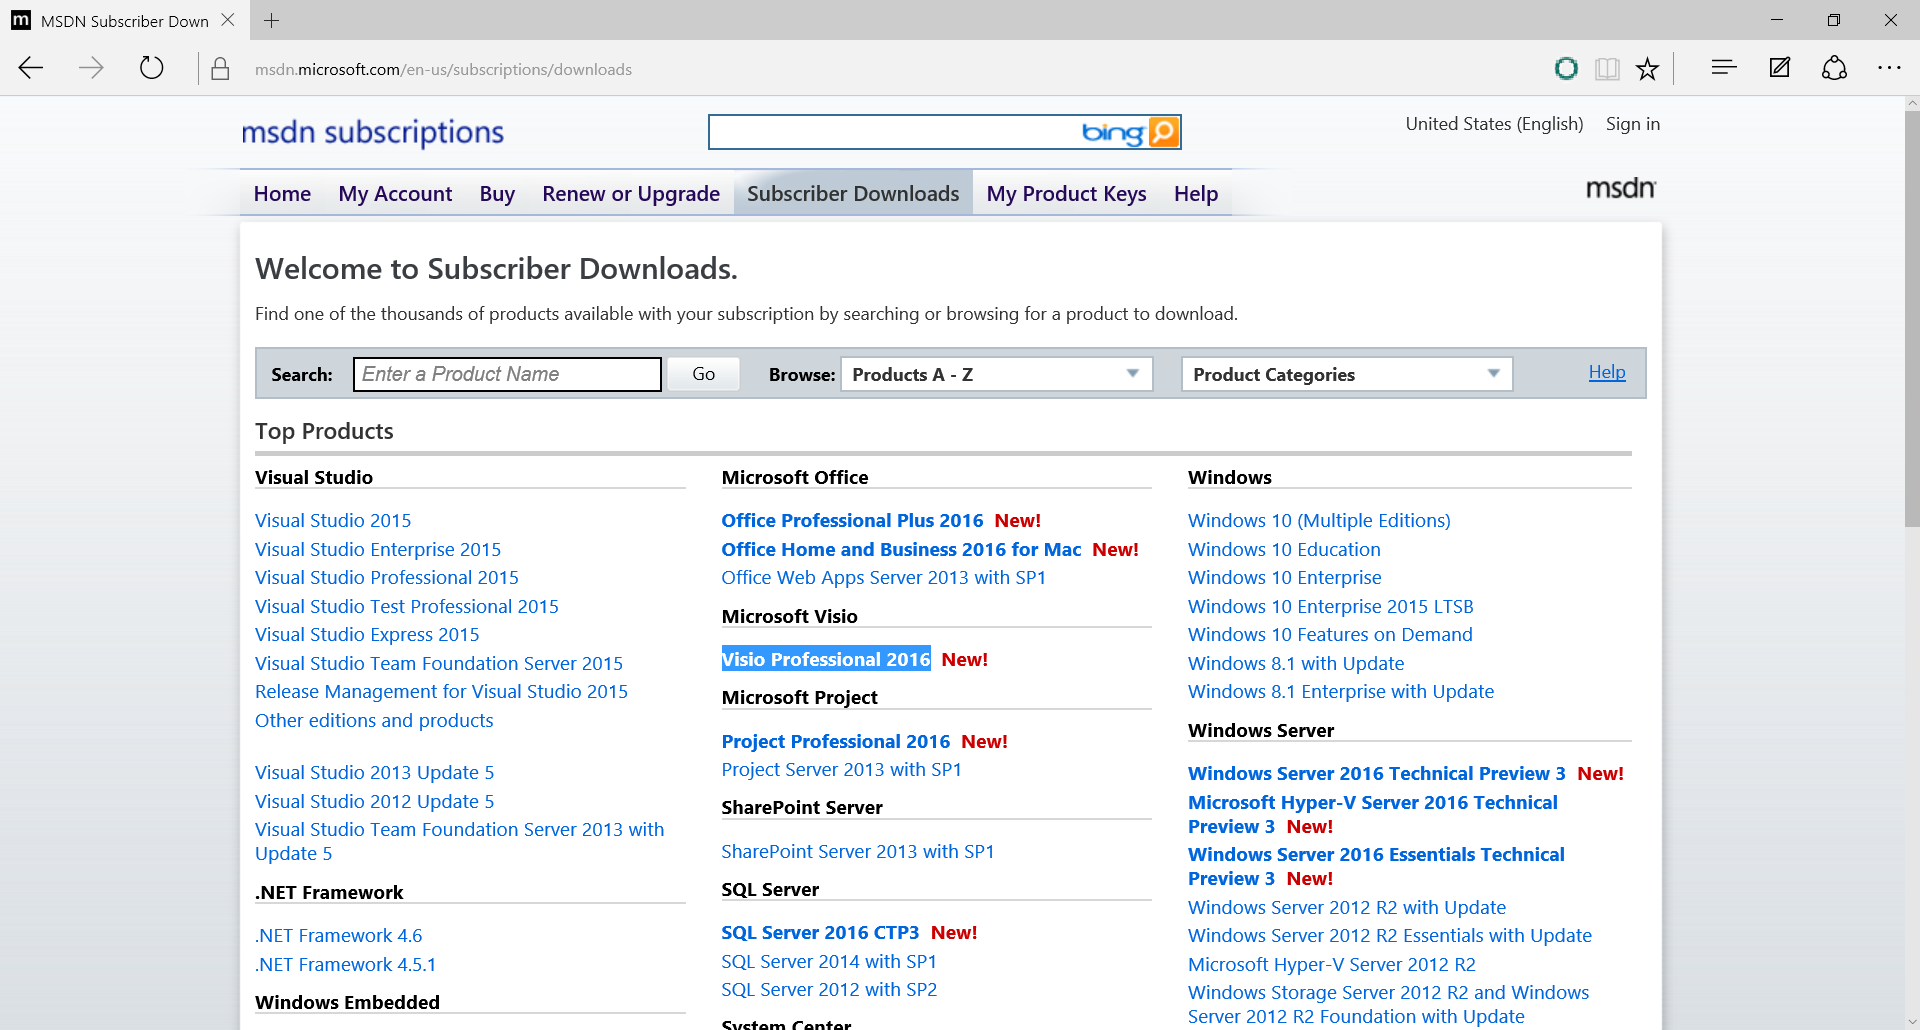 MSDN Subscriber Down
msdn.microsoft.com/en-us/subscriptions/downloads
msdn subscriptions
bing
United States (English) Sign in
Home My Account Buy Renew or Upgrade Subscriber Downloads My Product Keys Help
msdn
Welcome to Subscriber Downloads.
Find one of the thousands of products available with your subscription by searching or browsing for a product to download.
Search: Enter a Product Name Go Browse: Products A - Z Product Categories Help
Top Products
Visual Studio
Visual Studio 2015
Visual Studio Enterprise 2015
Visual Studio Professional 2015
Visual Studio Test Professional 2015
Visual Studio Express 2015
Visual Studio Team Foundation Server 2015
Release Management for Visual Studio 2015
Other editions and products
Visual Studio 2013 Update 5
Visual Studio 2012 Update 5
Visual Studio Team Foundation Server 2013 with
Update 5
.NET Framework
.NET Framework 4.6
.NET Framework 4.5.1
Windows Embedded
Microsoft Office
Office Professional Plus 2016 New!
Office Home and Business 2016 for Mac New!
Office Web Apps Server 2013 with SP1
Microsoft Visio
Visio Professional 2016 New!
Microsoft Project
Project Professional 2016 New!
Project Server 2013 with SP1
SharePoint Server
SharePoint Server 2013 with SP1
SQL Server
SQL Server 2016 CTP3 New!
SQL Server 2014 with SP1
SQL Server 2012 with SP2
System Center
Windows
Windows 10 (Multiple Editions)
Windows 10 Education
Windows 10 Enterprise
Windows 10 Enterprise 2015 LTSB
Windows 10 Features on Demand
Windows 8.1 with Update
Windows 8.1 Enterprise with Update
Windows Server
Windows Server 2016 Technical Preview 3 New!
Microsoft Hyper-V Server 2016 Technical
Preview 3 New!
Windows Server 2016 Essentials Technical
Preview 3 New!
Windows Server 2012 R2 with Update
Windows Server 2012 R2 Essentials with Update
Microsoft Hyper-V Server 2012 R2
Windows Storage Server 2012 R2 and Windows
Server 2012 R2 Foundation with Update